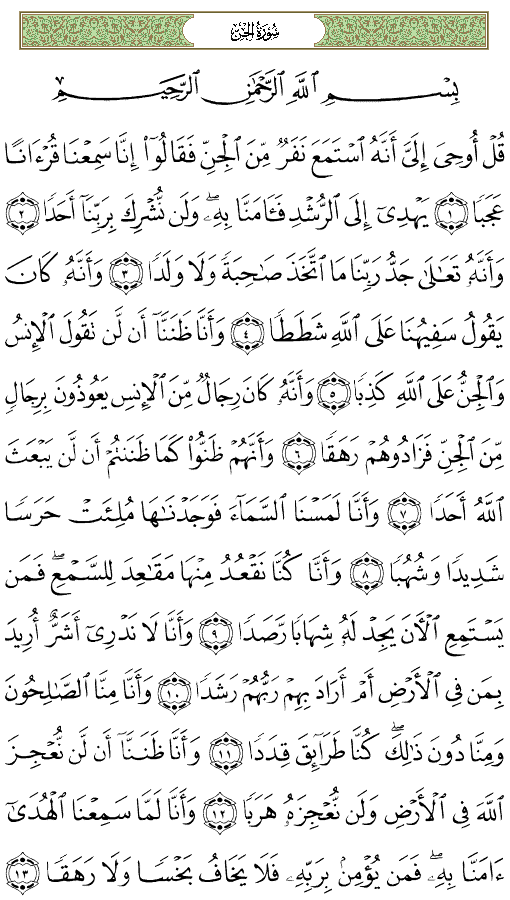 سُورَةُ الجِنِّ
بِسۡمِ ٱللَّهِ ٱلرَّحۡمَٰنِ ٱلرَّحِيمِ
قُلۡ أُوحِيَ إِلَيَّ أَنَّهُ ٱسۡتَمَعَ نَفَرٞ مِّنَ ٱلۡجِنِّ فَقَالُوٓاْ إِنَّا سَمِعۡنَا قُرۡءَانًا
عَجَبٗا ١ يَهۡدِيٓ إِلَى ٱلرُّشۡدِ فَـَٔامَنَّا بِهِۦۖ وَلَن نُّشۡرِكَ بِرَبِّنَآ أَحَدٗا ٢
وَأَنَّهُۥ تَعَٰلَىٰ جَدُّ رَبِّنَا مَا ٱتَّخَذَ صَٰحِبَةٗ وَلَا وَلَدٗا ٣ وَأَنَّهُۥ كَانَ
يَقُولُ سَفِيهُنَا عَلَى ٱللَّهِ شَطَطٗا ٤ وَأَنَّا ظَنَنَّآ أَن لَّن تَقُولَ ٱلۡإِنسُ
وَٱلۡجِنُّ عَلَى ٱللَّهِ كَذِبٗا ٥ وَأَنَّهُۥ كَانَ رِجَالٞ مِّنَ ٱلۡإِنسِ يَعُوذُونَ بِرِجَالٖ
مِّنَ ٱلۡجِنِّ فَزَادُوهُمۡ رَهَقٗا ٦ وَأَنَّهُمۡ ظَنُّواْ كَمَا ظَنَنتُمۡ أَن لَّن يَبۡعَثَ
ٱللَّهُ أَحَدٗا ٧ وَأَنَّا لَمَسۡنَا ٱلسَّمَآءَ فَوَجَدۡنَٰهَا مُلِئَتۡ حَرَسٗا
شَدِيدٗا وَشُهُبٗا ٨ وَأَنَّا كُنَّا نَقۡعُدُ مِنۡهَا مَقَٰعِدَ لِلسَّمۡعِۖ فَمَن
يَسۡتَمِعِ ٱلۡأٓنَ يَجِدۡ لَهُۥ شِهَابٗا رَّصَدٗا ٩ وَأَنَّا لَا نَدۡرِيٓ أَشَرٌّ أُرِيدَ
بِمَن فِي ٱلۡأَرۡضِ أَمۡ أَرَادَ بِهِمۡ رَبُّهُمۡ رَشَدٗا ١٠ وَأَنَّا مِنَّا ٱلصَّٰلِحُونَ
وَمِنَّا دُونَ ذَٰلِكَۖ كُنَّا طَرَآئِقَ قِدَدٗا ١١ وَأَنَّا ظَنَنَّآ أَن لَّن نُّعۡجِزَ
ٱللَّهَ فِي ٱلۡأَرۡضِ وَلَن نُّعۡجِزَهُۥ هَرَبٗا ١٢ وَأَنَّا لَمَّا سَمِعۡنَا ٱلۡهُدَىٰٓ
ءَامَنَّا بِهِۦۖ فَمَن يُؤۡمِنۢ بِرَبِّهِۦ فَلَا يَخَافُ بَخۡسٗا وَلَا رَهَقٗا ١٣